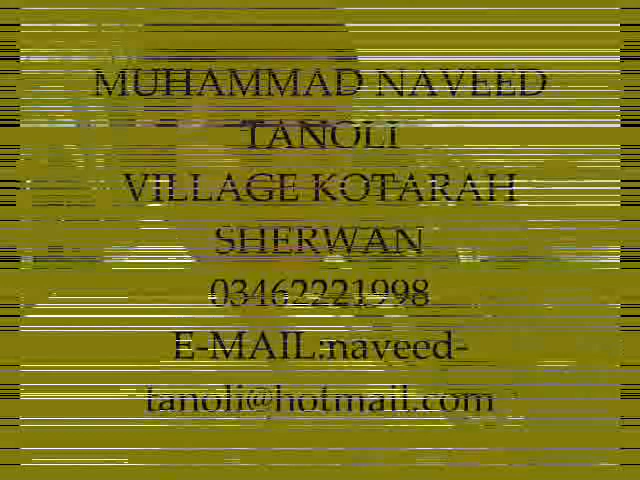 MUHAMMAD NAVEED
TANOLI
VILLAGE KOTARAH
SHERWAN
03462221998
E-MAIL:naveed-
tanoli@hotmail.com